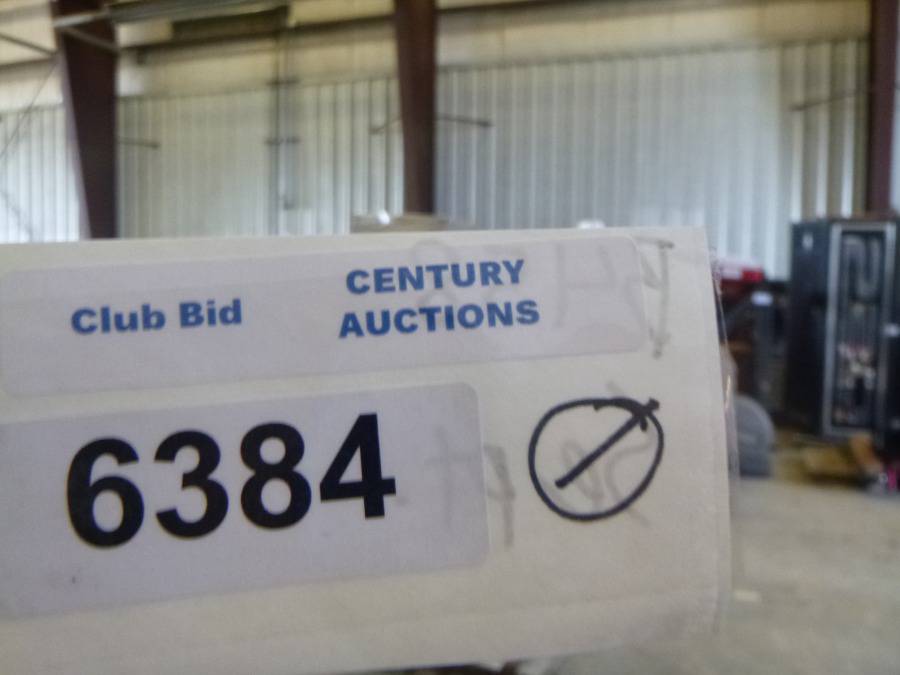 Club Bid
CENTURY
AUCTIONS
6384